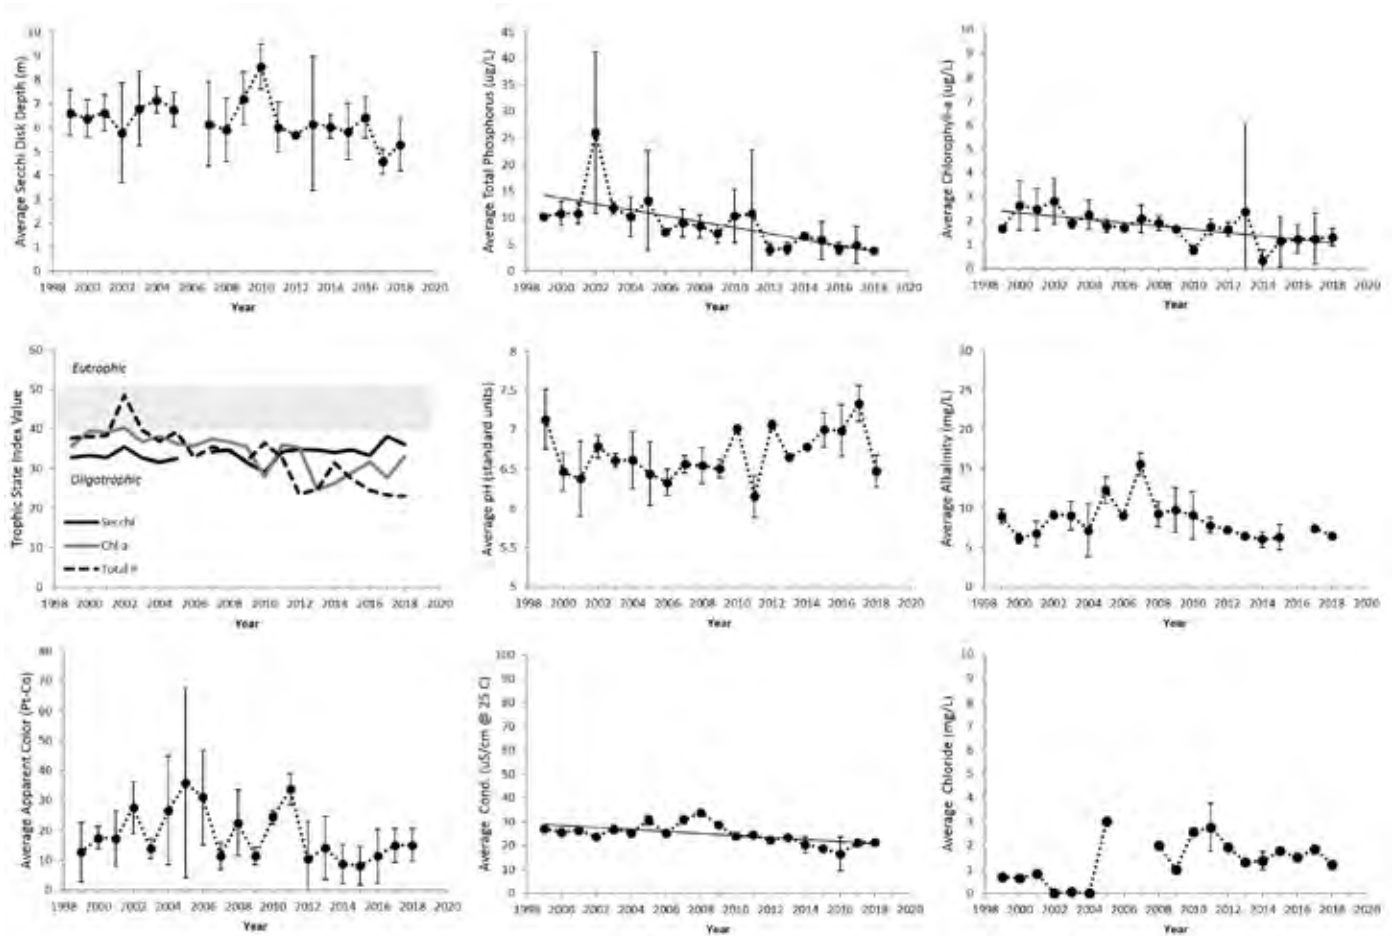 Average Secchi Disk Depth (m)
10
9
8
7
6
5
4
3
2
1
0
1998 2000 2002 2004 2006 2008 2010 2012 2014 2016 2018 2020
Year
Average Total Phosphorus (ug/L)
45
40
35
30
25
20
15
10
5
0
1998 2000 2002 2004 2006 2008 2010 2012 2014 2016 2018 2020
Year
Average Chlorophyll-a (ug/L)
10
9
8
7
6
5
4
3
2
1
0
1998 2000 2002 2004 2006 2008 2010 2012 2014 2016 2018 2020
Year
Trophic State Index Value
60
50
40
30
20
10
0
Eutrophic
Oligotrophic
Secchi
Chl a
Total P
1998 2000 2002 2004 2006 2008 2010 2012 2014 2016 2018 2020
Year
Average pH (standard units)
8
7.5
7
6.5
6
5.5
5
1998 2000 2002 2004 2006 2008 2010 2012 2014 2016 2018 2020
Year
Average Alkalinity (mg/L)
30
25
20
15
10
5
0
1998 2000 2002 2004 2006 2008 2010 2012 2014 2016 2018 2020
Year
Average Apparent Color (Pt-Co)
80
70
60
50
40
30
20
10
0
1998 2000 2002 2004 2006 2008 2010 2012 2014 2016 2018 2020
Year
Average Cond. (uS/cm @ 25 C)
100
90
80
70
60
50
40
30
20
10
0
1998 2000 2002 2004 2006 2008 2010 2012 2014 2016 2018 2020
Year
Average Chloride (mg/L)
10
9
8
7
6
5
4
3
2
1
0
1998 2000 2002 2004 2006 2008 2010 2012 2014 2016 2018 2020
Year